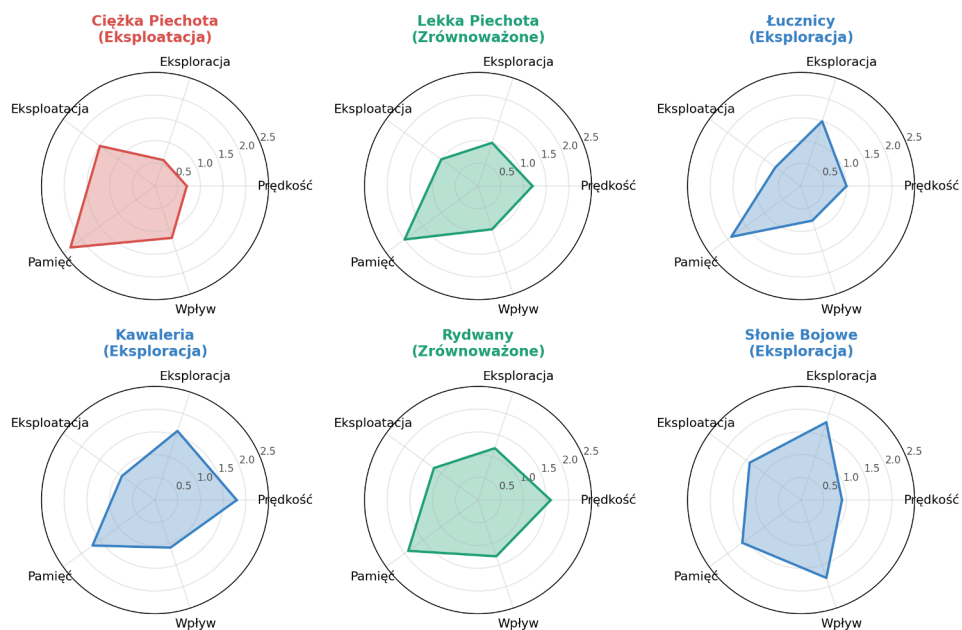 Ciężka Piechota
(Eksploatacja)
Eksploracja
Eksploatacja
2.5
2.0
1.5
1.0
0.5
Prędkość
Pamięć
Wpływ
Lekka Piechota
(Zrównoważone)
Eksploracja
Eksploatacja
2.5
2.0
1.5
1.0
0.5
Prędkość
Pamięć
Wpływ
Łucznicy
(Eksploracja)
Eksploracja
Eksploatacja
2.5
2.0
1.5
1.0
0.5
Prędkość
Pamięć
Wpływ
Kawaleria
(Eksploracja)
Eksploracja
Eksploatacja
2.5
2.0
1.5
1.0
0.5
Prędkość
Pamięć
Wpływ
Rydwany
(Zrównoważone)
Eksploracja
Eksploatacja
2.5
2.0
1.5
1.0
0.5
Prędkość
Pamięć
Wpływ
Słonie Bojowe
(Eksploracja)
Eksploracja
Eksploatacja
2.5
2.0
1.5
1.0
0.5
Prędkość
Pamięć
Wpływ